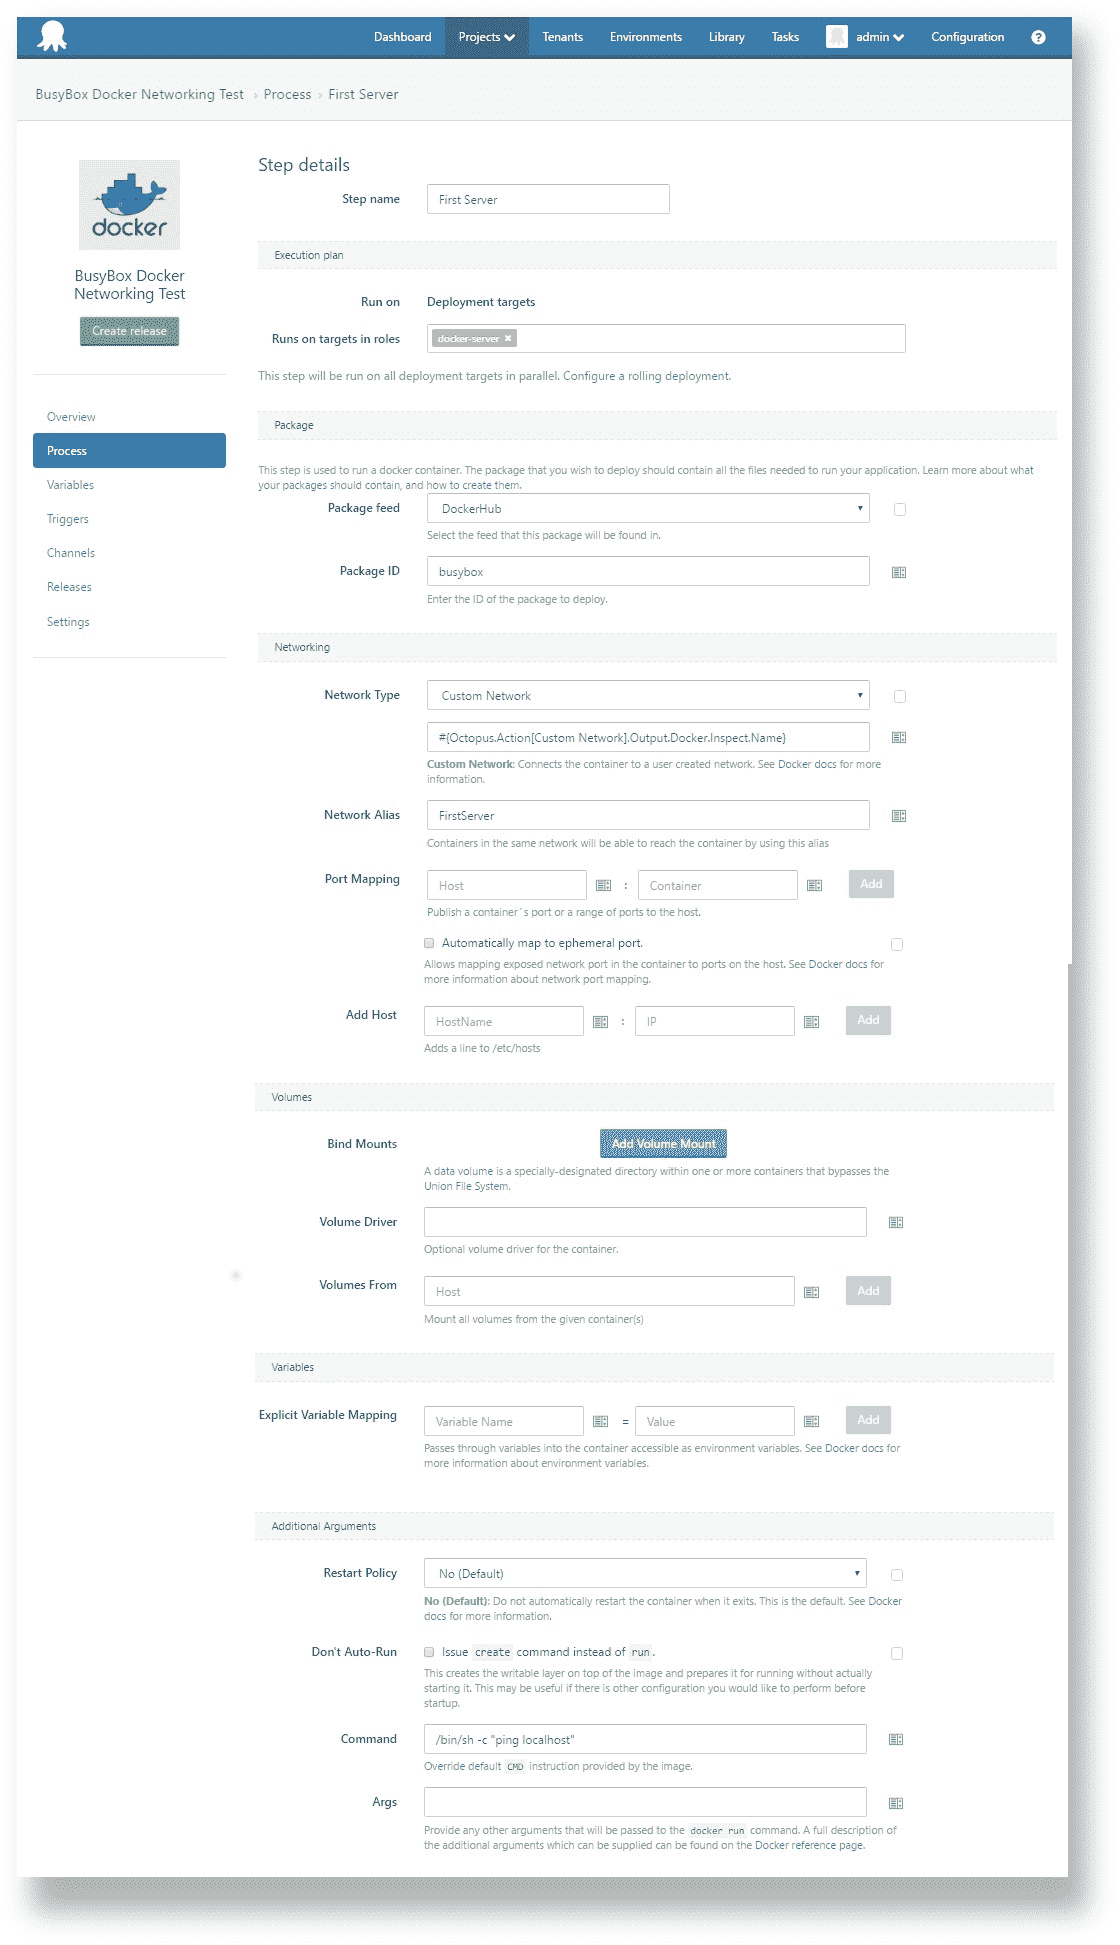 Dashboard Projects Tenants Environments Library Tasks admin Configuration ?
BusyBox Docker Networking Test › Process › First Server
docker
BusyBox Docker
Networking Test
Create release
Overview
Process
Variables
Triggers
Channels
Releases
Settings
Step details
Step name First Server
Execution plan
Run on Deployment targets
Runs on targets in roles docker-server ×
This step will be run on all deployment targets in parallel. Configure a rolling deployment.
Package
This step is used to run a docker container. The package that you wish to deploy should contain all the files needed to run your application. Learn more about what
your packages should contain, and how to create them.
Package feed DockerHub
Select the feed that this package will be found in.
Package ID busybox
Enter the ID of the package to deploy.
Networking
Network Type Custom Network
#{Octopus.Action[Custom Network].Output.Docker.Inspect.Name}
Custom Network: Connects the container to a user created network. See Docker docs for more
information.
Network Alias FirstServer
Containers in the same network will be able to reach the container by using this alias
Port Mapping Host : Container Add
Publish a container`s port or a range of ports to the host.
Automatically map to ephemeral port.
Allows mapping exposed network port in the container to ports on the host. See Docker docs for
more information about network port mapping.
Add Host HostName : IP Add
Adds a line to /etc/hosts
Volumes
Bind Mounts Add Volume Mount
A data volume is a specially-designated directory within one or more containers that bypasses the
Union File System.
Volume Driver
Optional volume driver for the container.
Volumes From Host Add
Mount all volumes from the given container(s)
Variables
Explicit Variable Mapping Variable Name = Value Add
Passes through variables into the container accessible as environment variables. See Docker docs for
more information about environment variables.
Additional Arguments
Restart Policy No (Default)
No (Default): Do not automatically restart the container when it exits. This is the default. See Docker
docs for more information.
Don't Auto-Run Issue create command instead of run.
This creates the writable layer on top of the image and prepares it for running without actually
starting it. This may be useful if there is other configuration you would like to perform before
startup.
Command /bin/sh -c "ping localhost"
Override default CMD instruction provided by the image.
Args
Provide any other arguments that will be passed to the docker run command. A full description of
the additional arguments which can be supplied can be found on the Docker reference page.